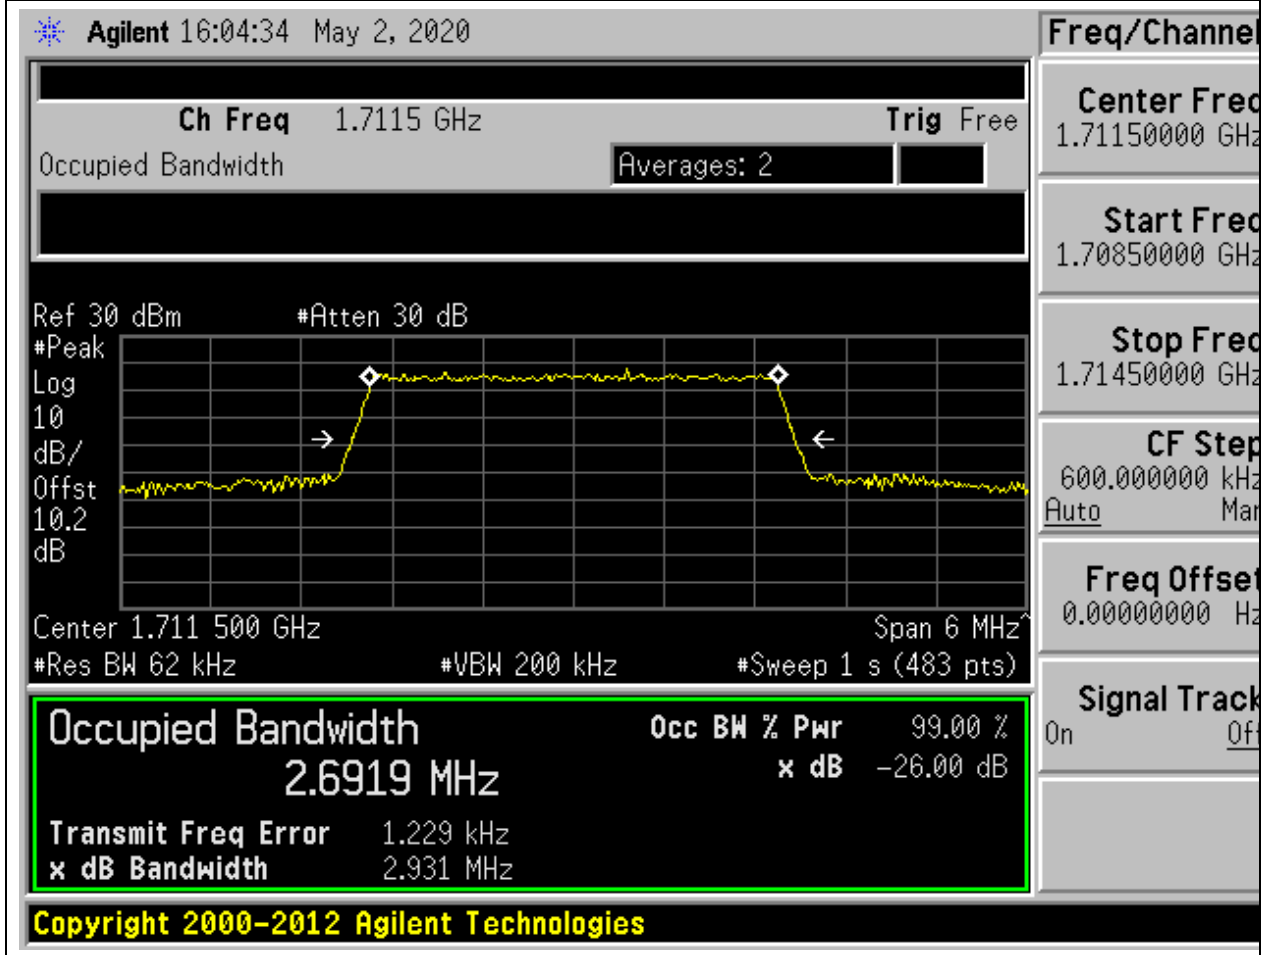 Agilent 16:04:34 May 2, 2020
Freq/Channel
Ch Freq 1.7115 GHz
Trig Free
Occupied Bandwidth
Averages: 2
Center Freq
1.71150000 GHz
Start Freq
1.70850000 GHz
Stop Freq
1.71450000 GHz
CF Step
600.000000 kHz
Auto Man
Freq Offset
0.00000000 Hz
Signal Track
On Off
Ref 30 dBm
#Atten 30 dB
#Peak
Log
10
dB/
Offst
10.2
dB
Center 1.711 500 GHz
Span 6 MHz^
#Res BW 62 kHz
#VBW 200 kHz
#Sweep 1 s (483 pts)
Occupied Bandwidth
2.6919 MHz
Occ BW % Pwr 99.00 %
x dB -26.00 dB
Transmit Freq Error 1.229 kHz
x dB Bandwidth 2.931 MHz
Copyright 2000-2012 Agilent Technologies